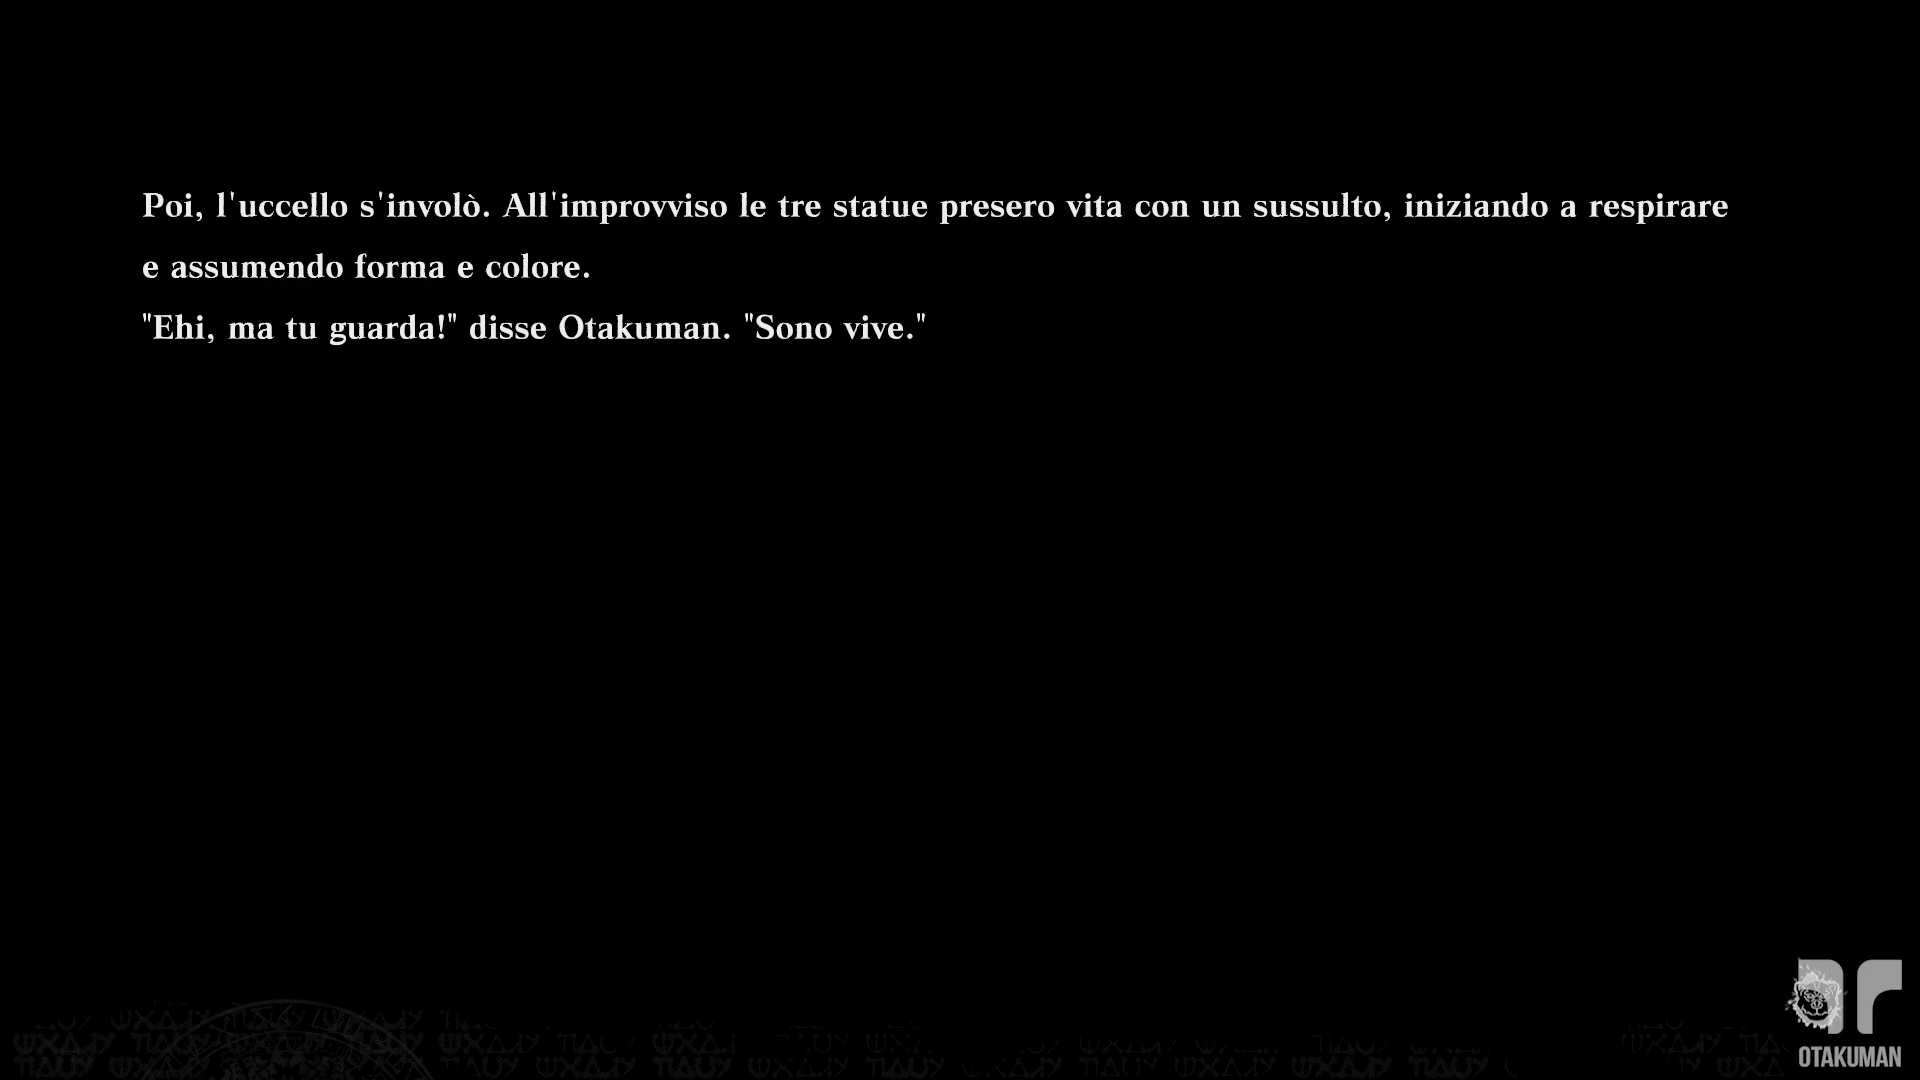 Poi, l'uccello s'involò. All'improvviso le tre statue presero vita con un sussulto, iniziando a respirare
e assumendo forma e colore.
"Ehi, ma tu guarda!" disse Otakuman. "Sono vive."
OTAKUMAN